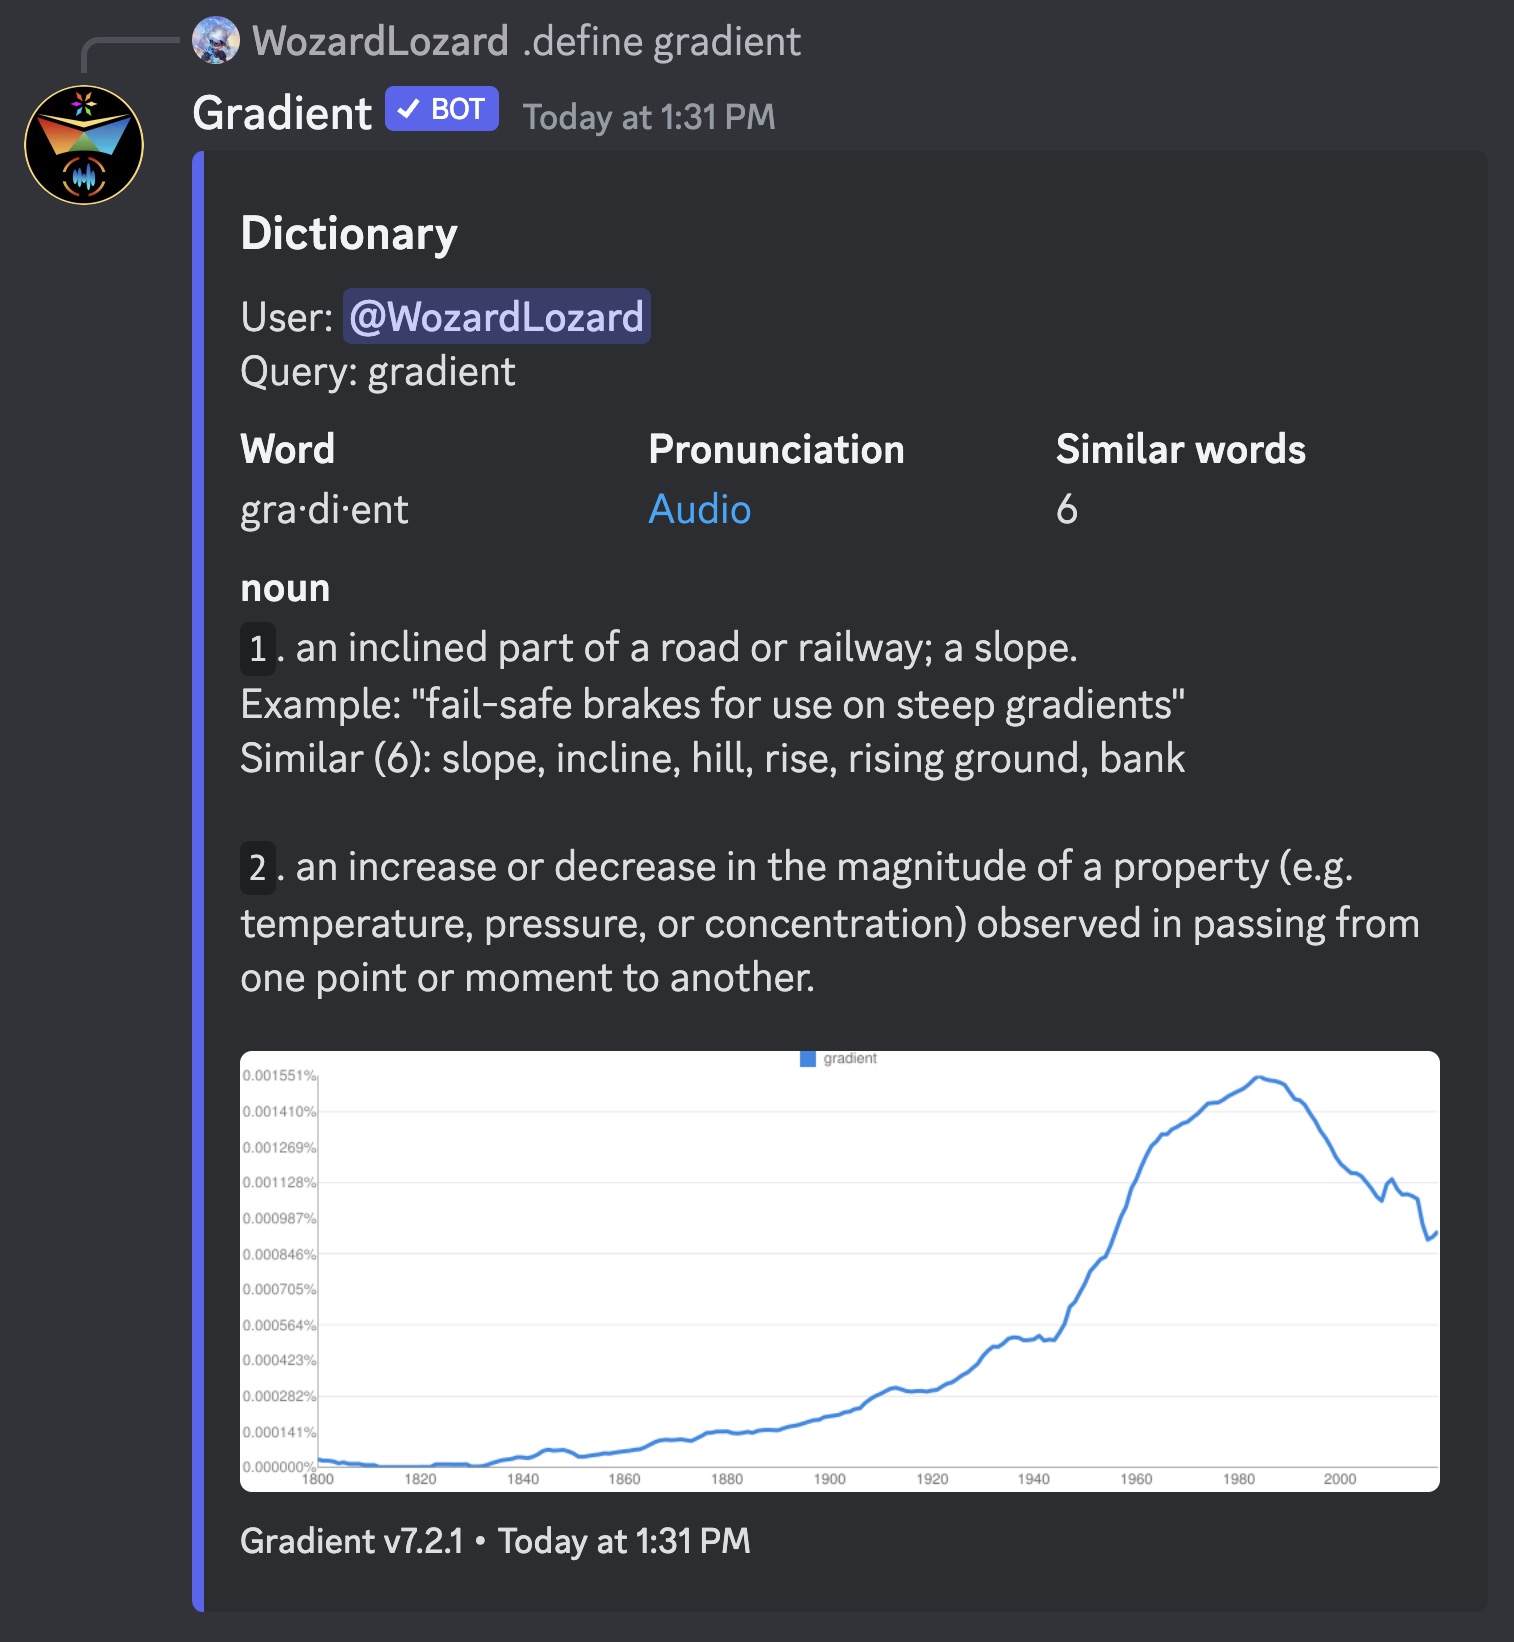 WozardLozard .define gradient
Gradient ✓ BOT Today at 1:31 PM
Dictionary
User: @WozardLozard
Query: gradient
Word Pronunciation Similar words
gra·di·ent Audio 6
noun
1. an inclined part of a road or railway; a slope.
Example: "fail-safe brakes for use on steep gradients"
Similar (6): slope, incline, hill, rise, rising ground, bank
2. an increase or decrease in the magnitude of a property (e.g.
temperature, pressure, or concentration) observed in passing from
one point or moment to another.
gradient
0.001551%
0.001410%
0.001269%
0.001128%
0.000987%
0.000846%
0.000705%
0.000564%
0.000423%
0.000282%
0.000141%
0.000000%
1800 1820 1840 1860 1880 1900 1920 1940 1960 1980 2000
Gradient v7.2.1 • Today at 1:31 PM